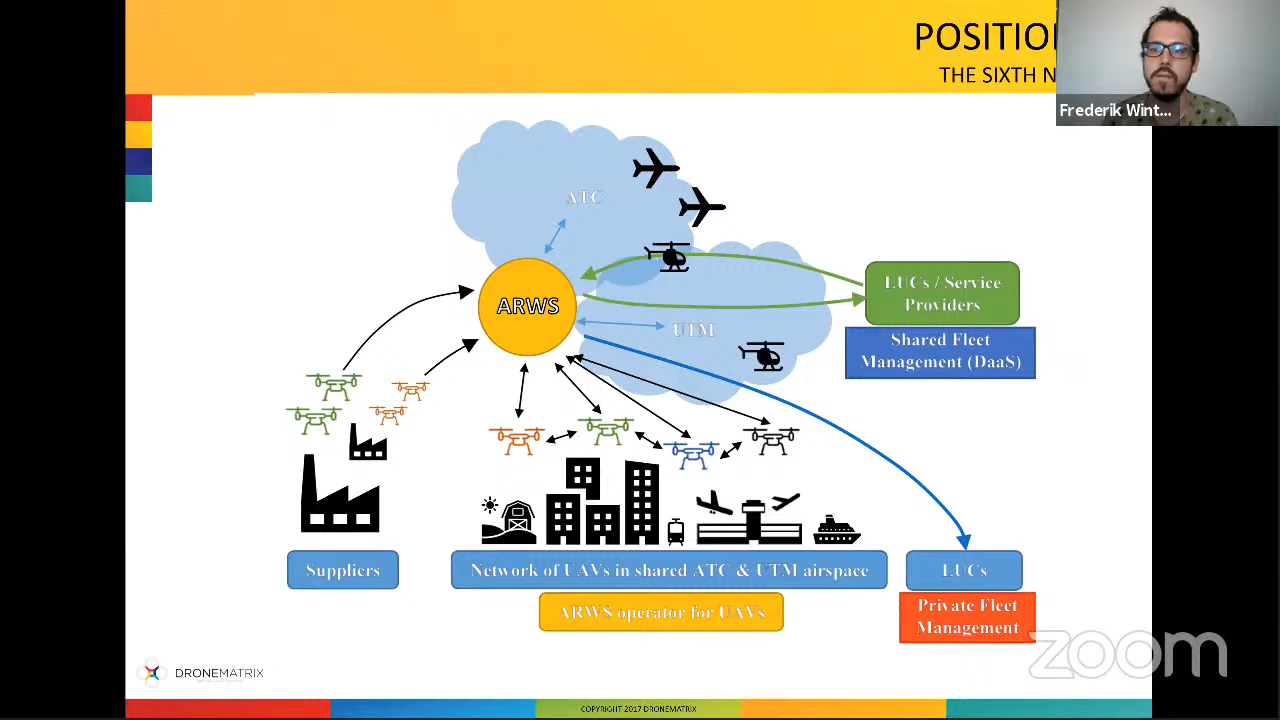 POSITIO
THE SIXTH N
Frederik Wint...
ATC
ARWS
UTM
LUCs / Service
Providers
Shared Fleet
Management (DaaS)
Suppliers
Network of UAVs in shared ATC & UTM airspace
LUCs
ARWS operator for UAVs
Private Fleet
Management
zoom
DRONEMATRIX
COPYRIGHT 2017 DRONEMATRIX